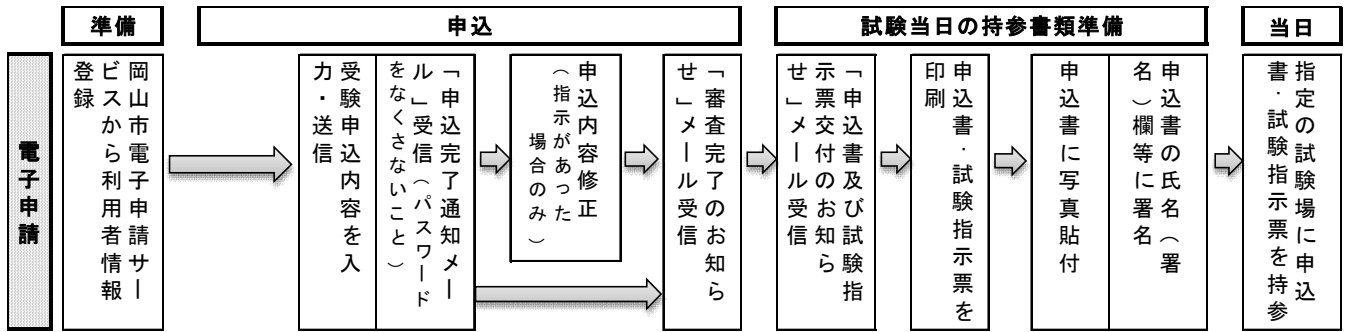 準備
申込
試験当日の持参書類準備
当日
電子申請
岡山市電子申請サー
ビスから利用者情報
登録
受験申込内容を入
力・送信
「申込完了通知メー
ル」受信（パスワード
をなくさないこと）
申込内容修正
（指示があった
場合のみ）
「審査完了のお知ら
せ」メール受信
「申込書及び試験指
示票交付のお知ら
せ」メール受信
申込書・試験指示票を
印刷
申込書に写真貼付
申込書の氏名（署
名）欄等に署名
指定の試験場に申込
書・試験指示票を持参